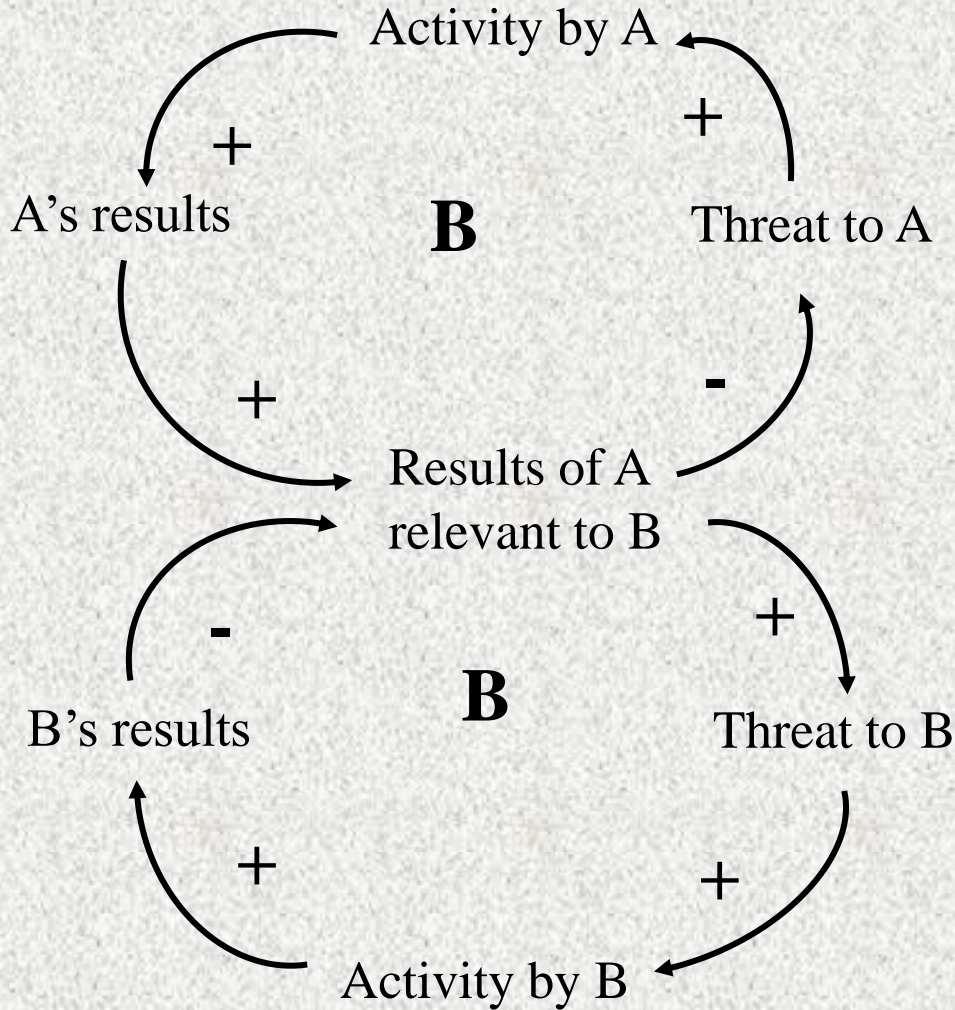 Activity by A
+
+
A’s results
B
Threat to A
+
-
Results of A
relevant to B
-
+
B
B’s results
Threat to B
+
+
Activity by B